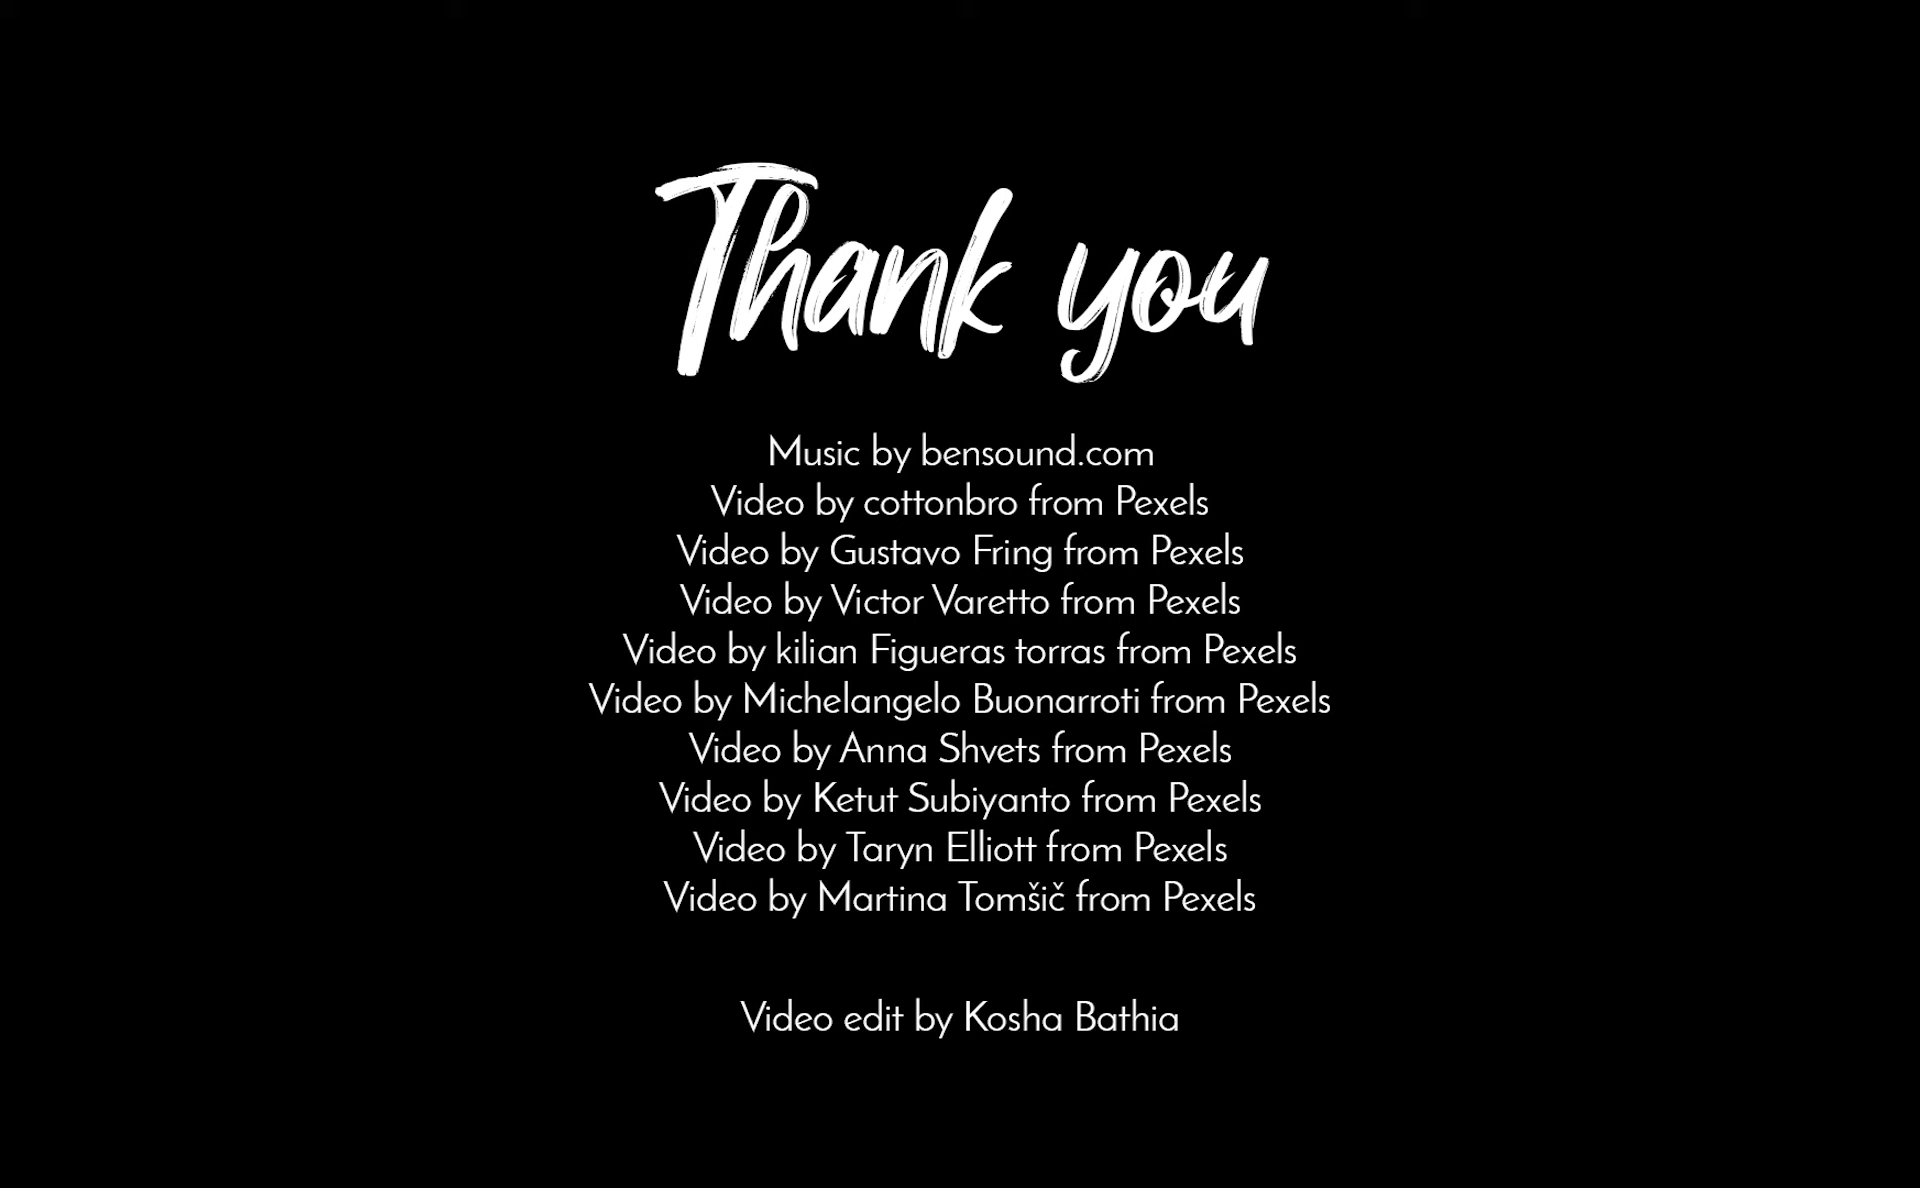 Thank you
Music by bensound.com
Video by cottonbro from Pexels
Video by Gustavo Fring from Pexels
Video by Victor Varetto from Pexels
Video by kilian Figueras torras from Pexels
Video by Michelangelo Buonarroti from Pexels
Video by Anna Shvets from Pexels
Video by Ketut Subiyanto from Pexels
Video by Taryn Elliott from Pexels
Video by Martina Tomšič from Pexels
Video edit by Kosha Bathia